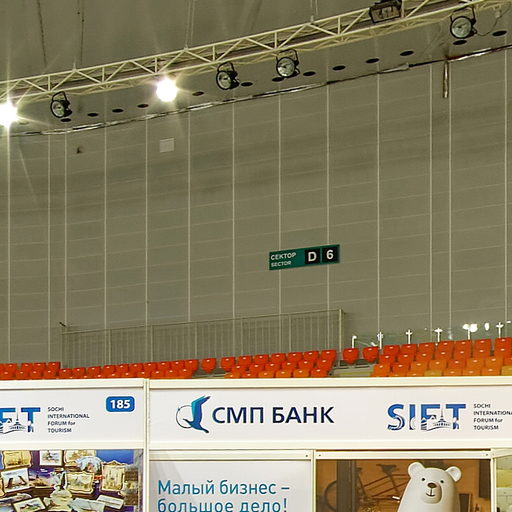 СЕКТОР
SECTOR
D 6
185
SOCHI
INTERNATIONAL
FORUM for
TOURISM
СМП БАНК
SIFT
SOCHI
INTERNATIONAL
FORUM for
TOURISM
Малый бизнес –
большое дело!